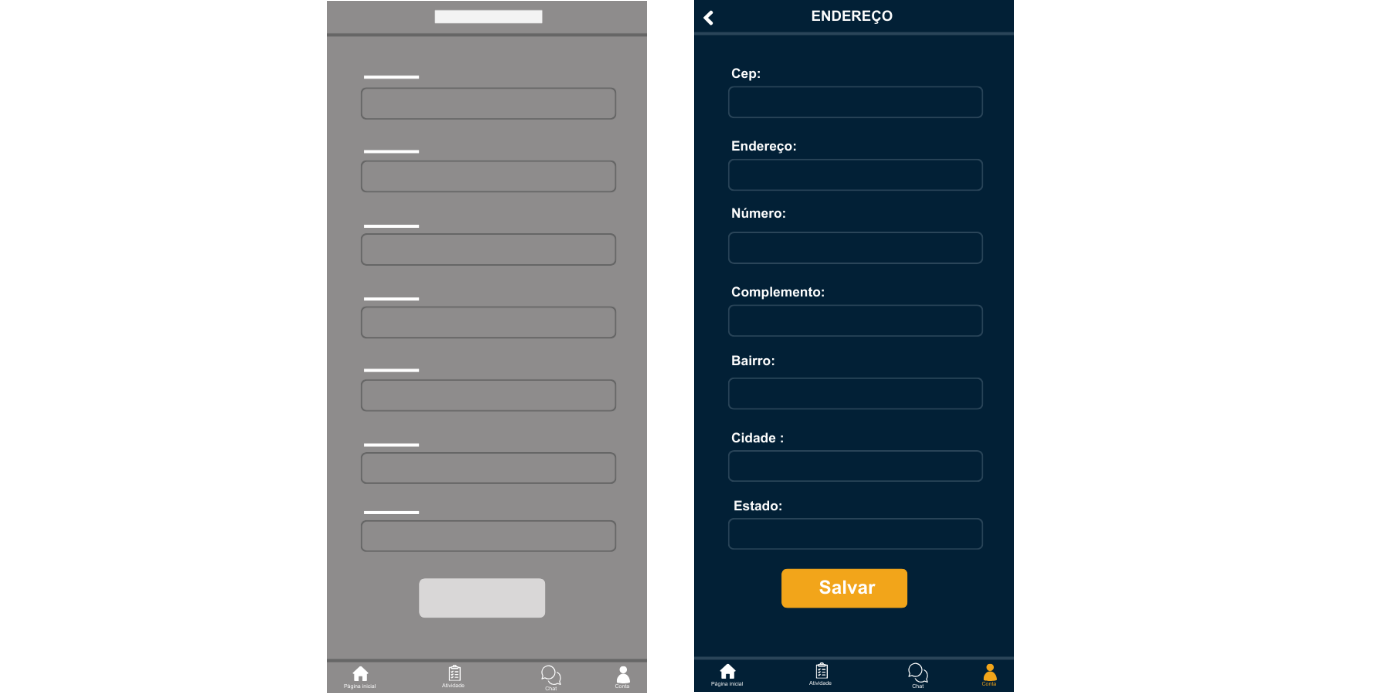 ENDEREÇO
Cep:
Endereço:
Número:
Complemento:
Bairro:
Cidade :
Estado:
Salvar
Página inicial
Atividade
Chat
Conta
Página inicial
Atividade
Chat
Conta